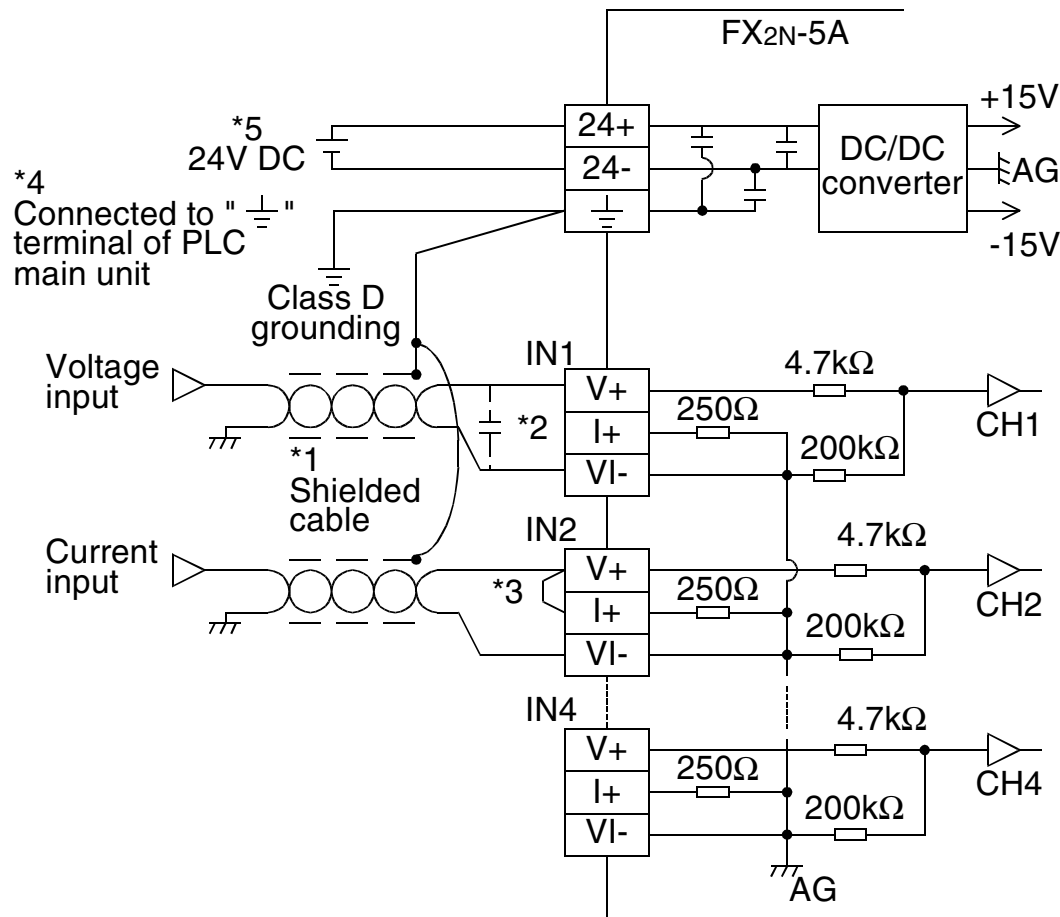 FX2N-5A
24+
24-
*5
24V DC
*4
Connected to " "
terminal of PLC
main unit
Class D
grounding
DC/DC
converter
+15V
AG
-15V
Voltage
input
*1
Shielded
cable
*2
IN1
V+
I+
VI-
250Ω
4.7kΩ
200kΩ
CH1
Current
input
*3
IN2
V+
I+
VI-
250Ω
4.7kΩ
200kΩ
CH2
IN4
V+
I+
VI-
250Ω
4.7kΩ
200kΩ
CH4
AG